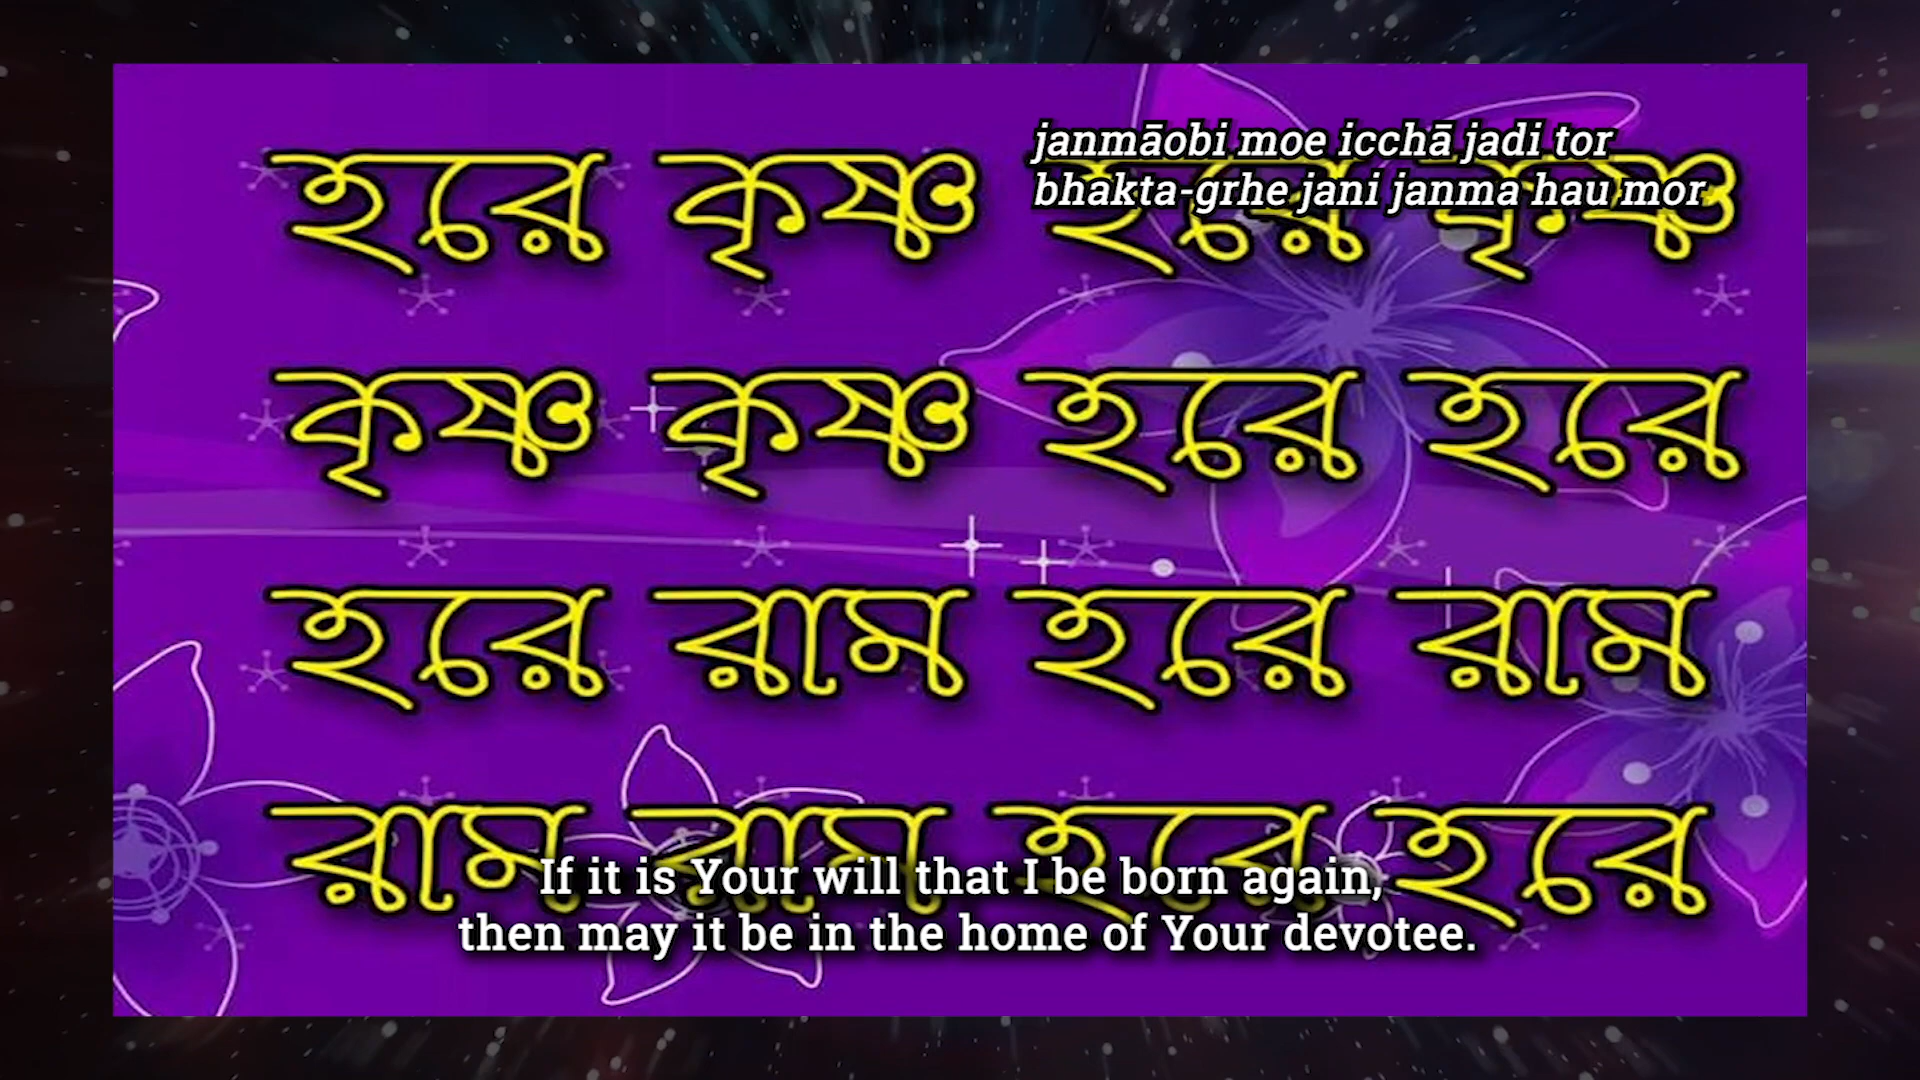 janmāobi moe icchā jadi tor
bhakta-grhe jani janma hau mor
হরে কৃষ্ণ হরে কৃষ্ণ
কৃষ্ণ কৃষ্ণ হরে হরে
হরে রাম হরে রাম
রাম রাম হরে হরে
If it is Your will that I be born again,
then may it be in the home of Your devotee.